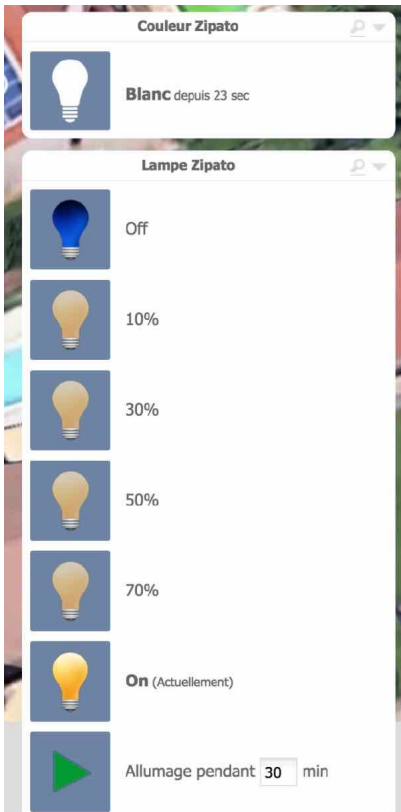 Couleur Zipato
Blanc depuis 23 sec
Lampe Zipato
Off
10%
30%
50%
70%
On (Actuellement)
Allumage pendant 30 min